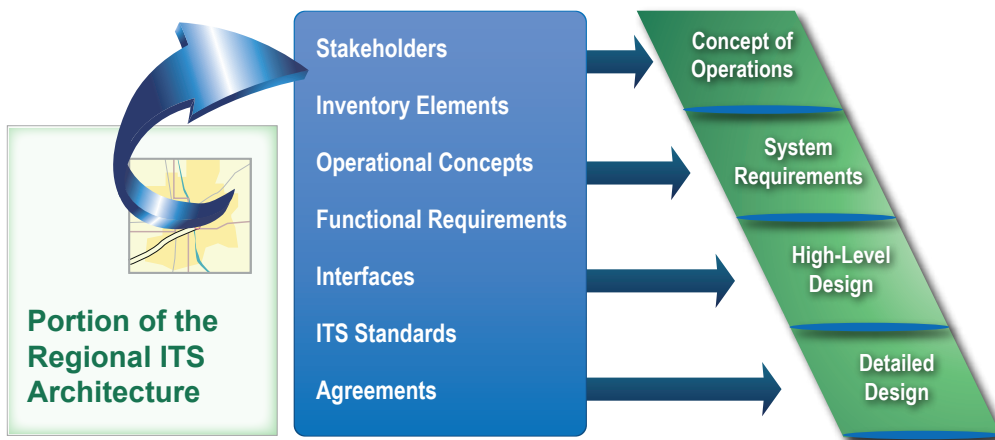 Portion of the
Regional ITS
Architecture
Stakeholders
Inventory Elements
Operational Concepts
Functional Requirements
Interfaces
ITS Standards
Agreements
Concept of
Operations
System
Requirements
High-Level
Design
Detailed
Design